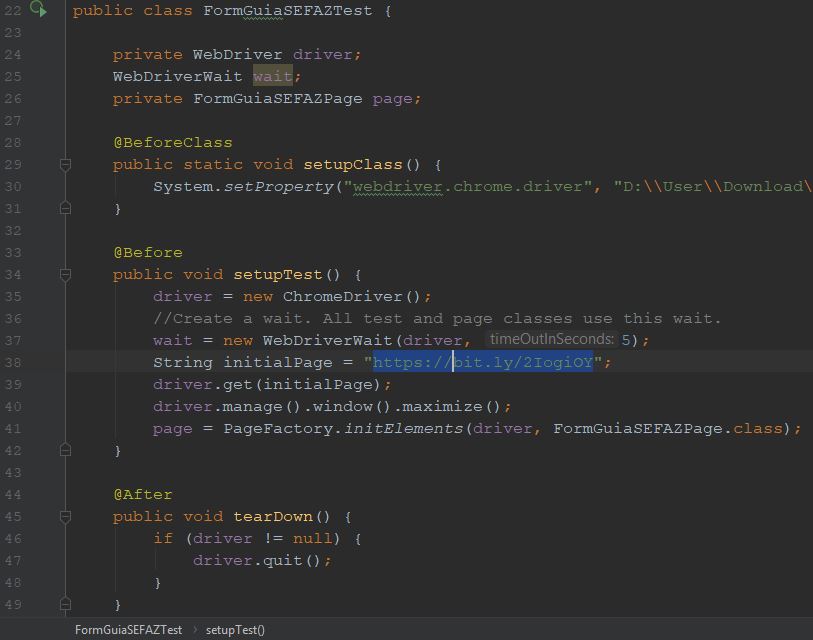 22 public class FormGuiaSEFAZTest {
23
24 private WebDriver driver;
25 WebDriverWait wait;
26 private FormGuiaSEFAZPage page;
27
28 @BeforeClass
29 public static void setupClass() {
30 System.setProperty("webdriver.chrome.driver", "D:\\User\\Download\
31 }
32
33 @Before
34 public void setupTest() {
35 driver = new ChromeDriver();
36 //Create a wait. All test and page classes use this wait.
37 wait = new WebDriverWait(driver, timeOutInSeconds: 5);
38 String initialPage = "https://bit.ly/2IogiOY";
39 driver.get(initialPage);
40 driver.manage().window().maximize();
41 page = PageFactory.initElements(driver, FormGuiaSEFAZPage.class);
42 }
43
44 @After
45 public void tearDown() {
46 if (driver != null) {
47 driver.quit();
48 }
49 }
FormGuiaSEFAZTest › setupTest()